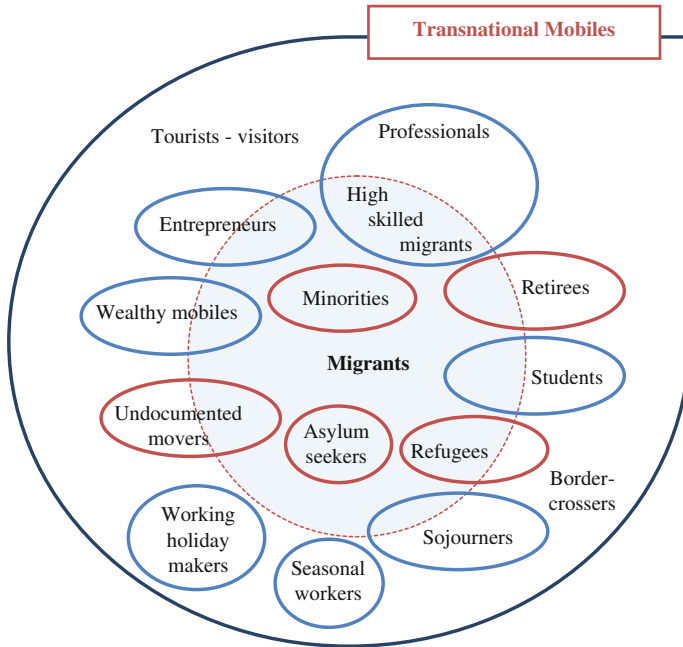 Transnational Mobiles
Tourists - visitors
Professionals
High
skilled
migrants
Entrepreneurs
Minorities
Retirees
Wealthy mobiles
Migrants
Students
Undocumented
movers
Asylum
seekers
Refugees
Border-
crossers
Working
holiday
makers
Seasonal
workers
Sojourners